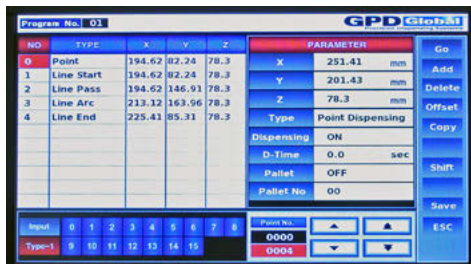 Program No. 01
GPD Global
NO TYPE X Y Z
0 Point 194.62 82.24 78.3
1 Line Start 194.62 82.24 78.3
2 Line Pass 194.62 146.91 78.3
3 Line Arc 213.12 163.96 78.3
4 Line End 225.41 85.31 78.3
PARAMETER
X 251.41 mm
Y 201.43 mm
Z 78.3 mm
Type Point Dispensing
Dispensing ON
D-Time 0.0 sec
Pallet OFF
Pallet No 00
Go
Add
Delete
Offset
Copy
Shift
Save
ESC
Input 0 1 2 3 4 5 6 7 8
Type-1 9 10 11 12 13 14 15
Point No.
0000
0004